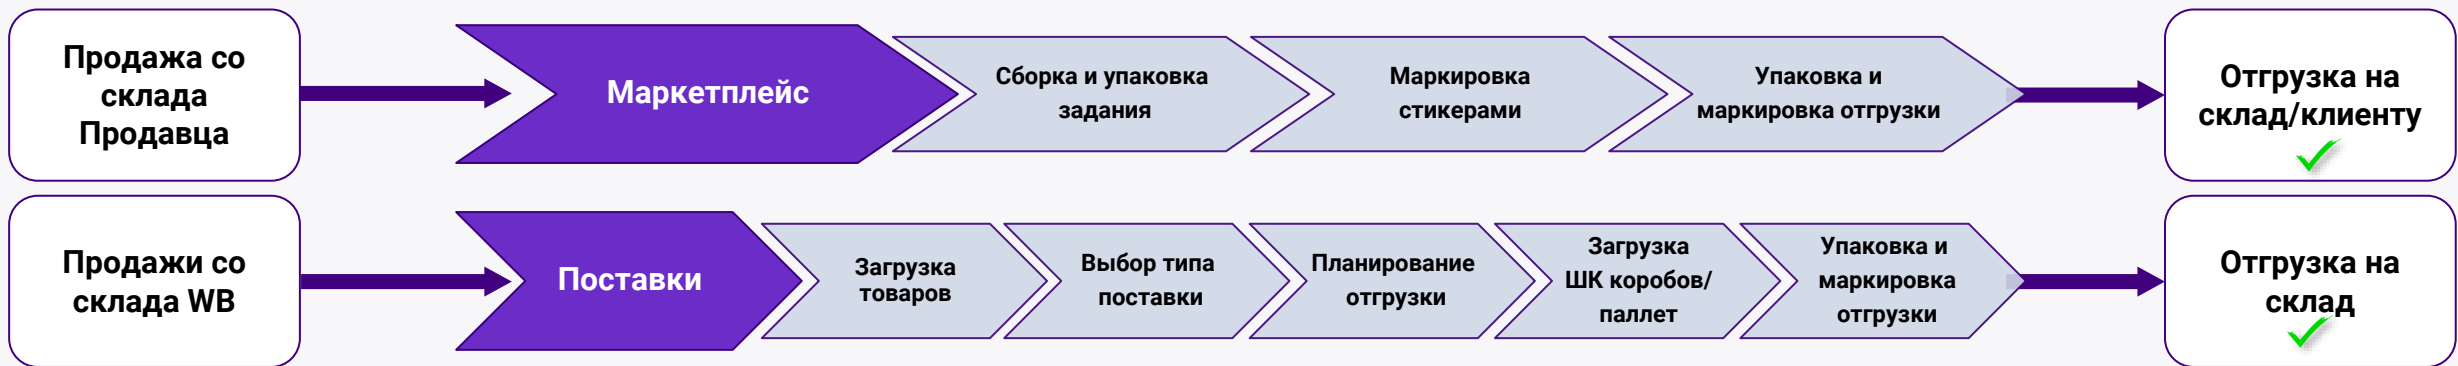 Продажа со
склада
Продавца
Маркетплейс
Сборка и упаковка
задания
Маркировка
стикерами
Упаковка и
маркировка отгрузки
Отгрузка на
склад/клиенту
Продажи со
склада WB
Поставки
Загрузка
товаров
Выбор типа
поставки
Планирование
отгрузки
Загрузка
ШК коробов/
паллет
Упаковка и
маркировка
отгрузки
Отгрузка на
склад